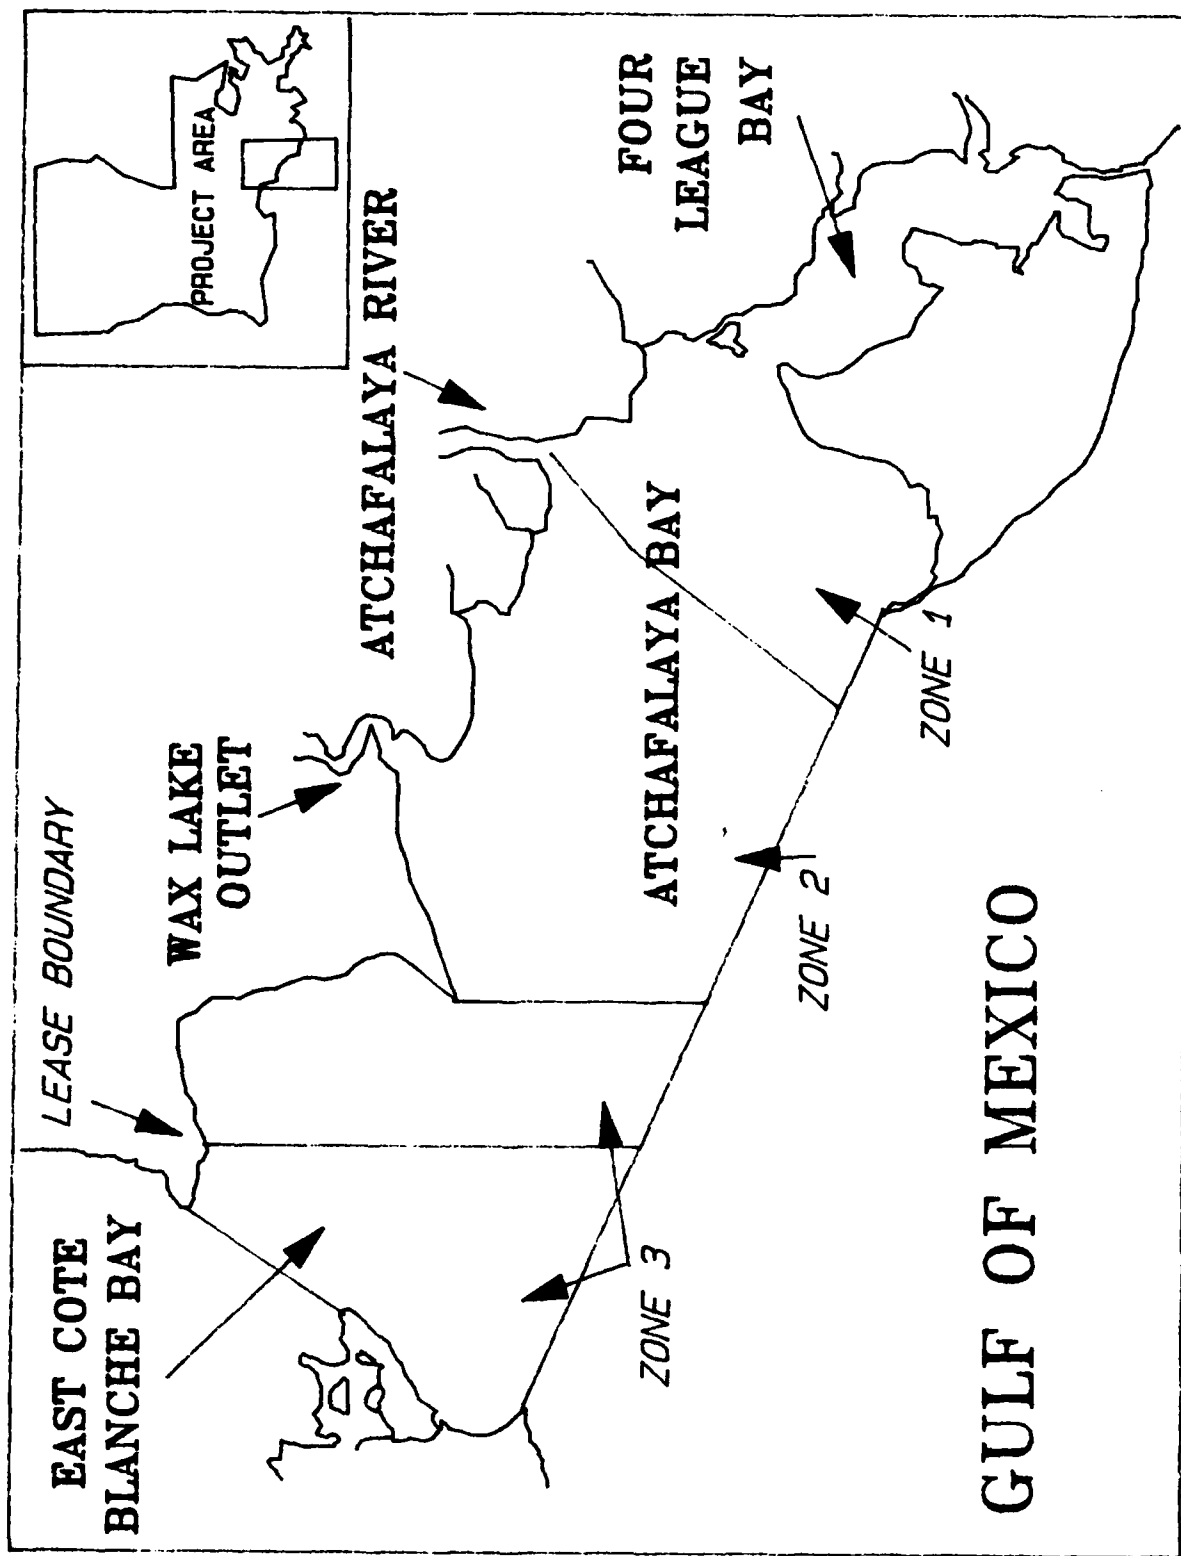 EAST COTE
BLANCHE BAY
LEASE BOUNDARY
WAX LAKE
OUTLET
ATCHAFALAYA RIVER
PROJECT AREA
FOUR
LEAGUE
BAY
ATCHAFALAYA BAY
ZONE 3
ZONE 2
ZONE 1
GULF OF MEXICO